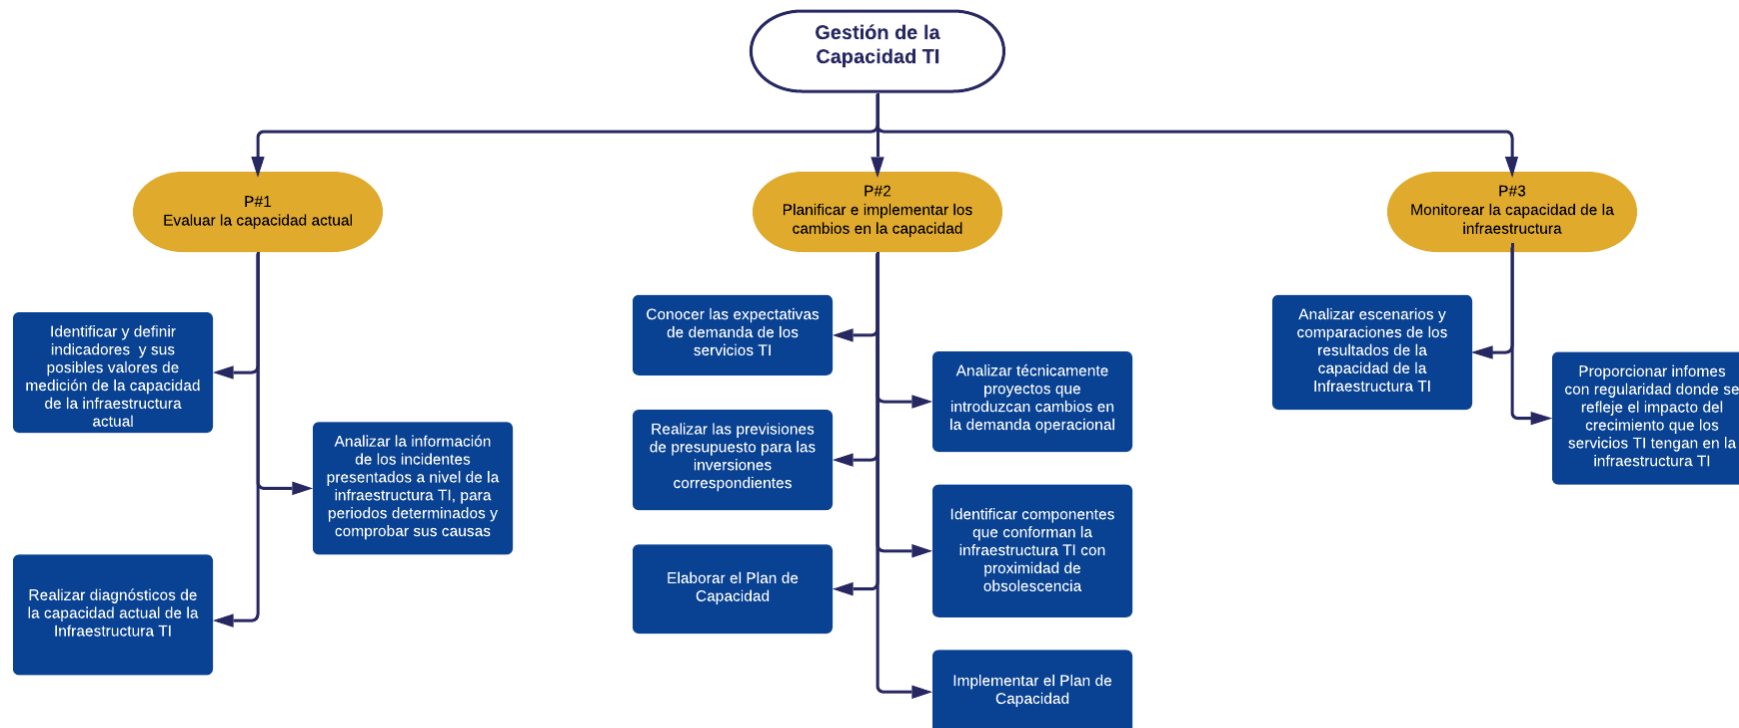 Gestión de la
Capacidad TI
P#1
Evaluar la capacidad actual
P#2
Planificar e implementar los
cambios en la capacidad
P#3
Monitorear la capacidad de la
infraestructura
Identificar y definir
indicadores y sus
posibles valores de
medición de la capacidad
de la infraestructura
actual
Analizar la información
de los incidentes
presentados a nivel de la
infraestructura TI, para
periodos determinados y
comprobar sus causas
Realizar diagnósticos de
la capacidad actual de la
Infraestructura TI
Conocer las expectativas
de demanda de los
servicios TI
Analizar técnicamente
proyectos que
introduzcan cambios en
la demanda operacional
Realizar las previsiones
de presupuesto para las
inversiones
correspondientes
Identificar componentes
que conforman la
infraestructura TI con
proximidad de
obsolescencia
Elaborar el Plan de
Capacidad
Implementar el Plan de
Capacidad
Analizar escenarios y
comparaciones de los
resultados de la
capacidad de la
Infraestructura TI
Proporcionar infomes
con regularidad donde se
refleje el impacto del
crecimiento que los
servicios TI tengan en la
infraestructura TI